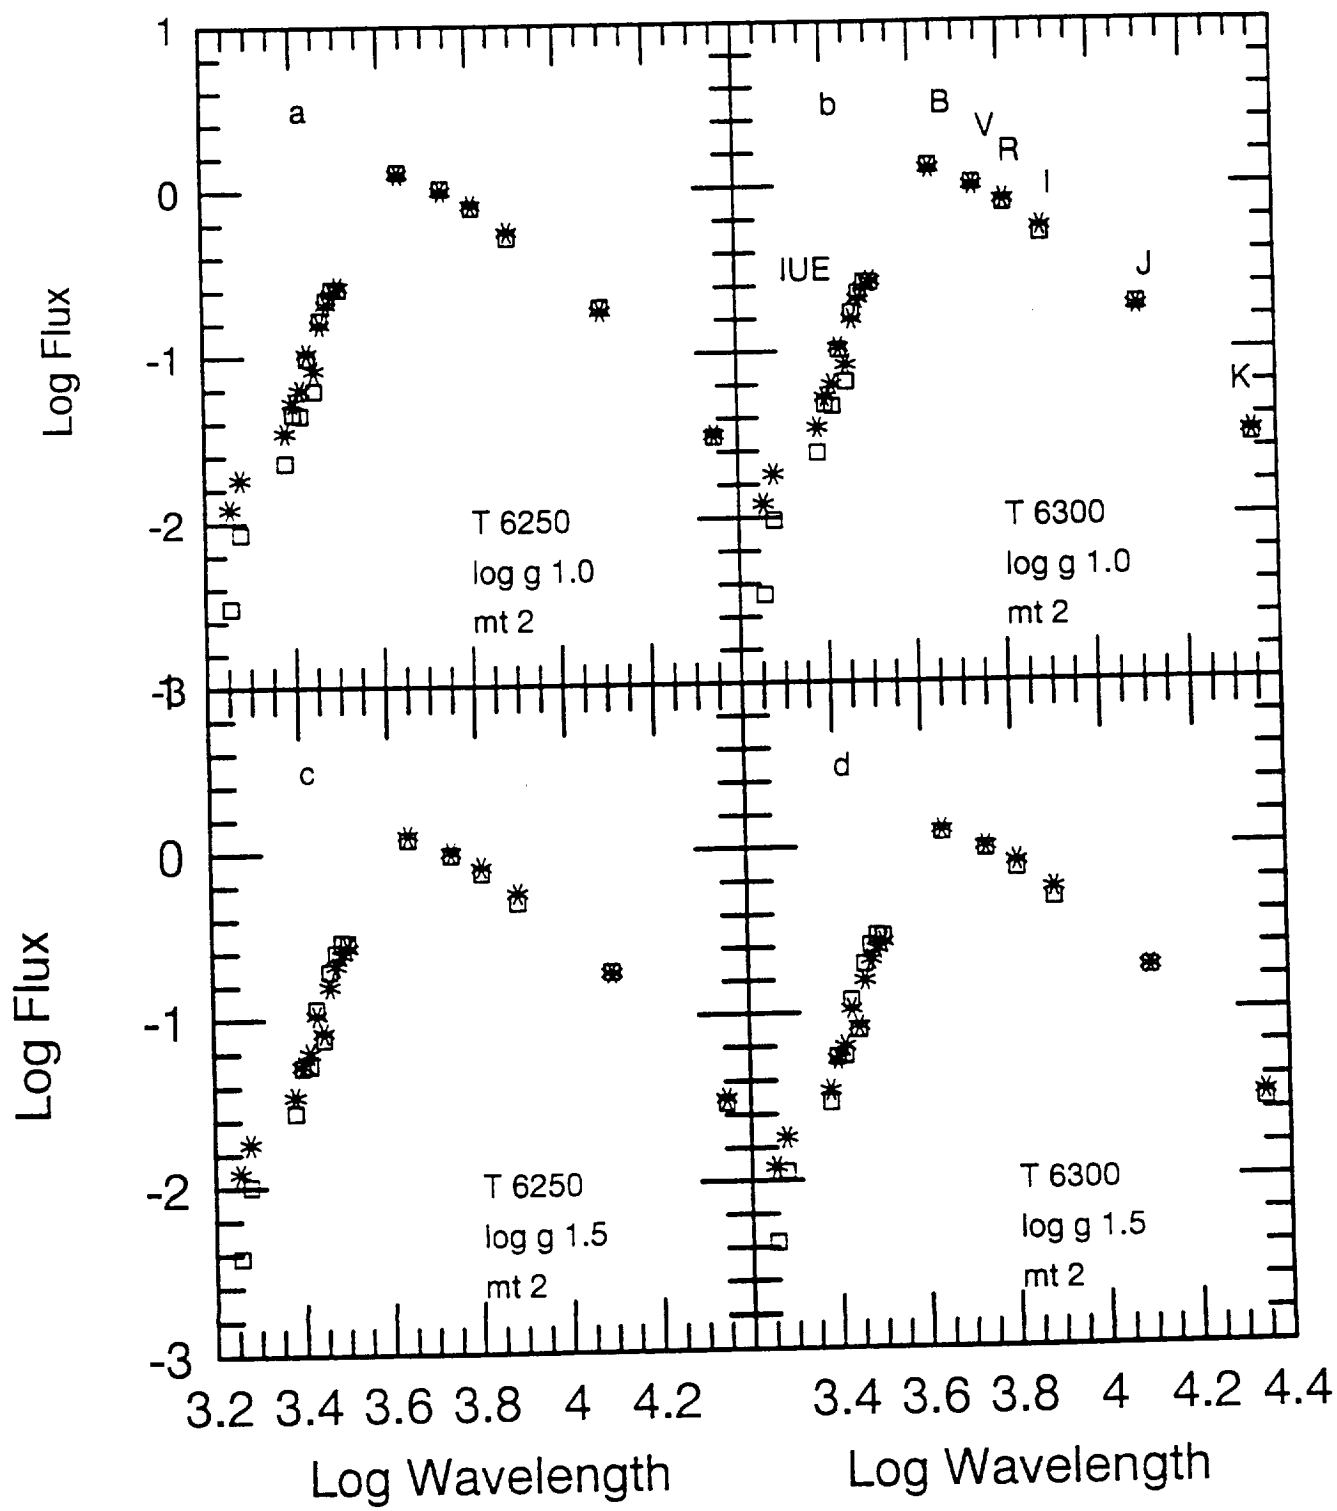 1
a
b
B
V
R
I
0
IUE
J
Log Flux
-1
K
-2
T 6250
log g 1.0
mt 2
T 6300
log g 1.0
mt 2
-3
c
d
0
Log Flux
-1
-2
T 6250
log g 1.5
mt 2
T 6300
log g 1.5
mt 2
-3
3.2 3.4 3.6 3.8 4 4.2 3.4 3.6 3.8 4 4.2 4.4
Log Wavelength Log Wavelength